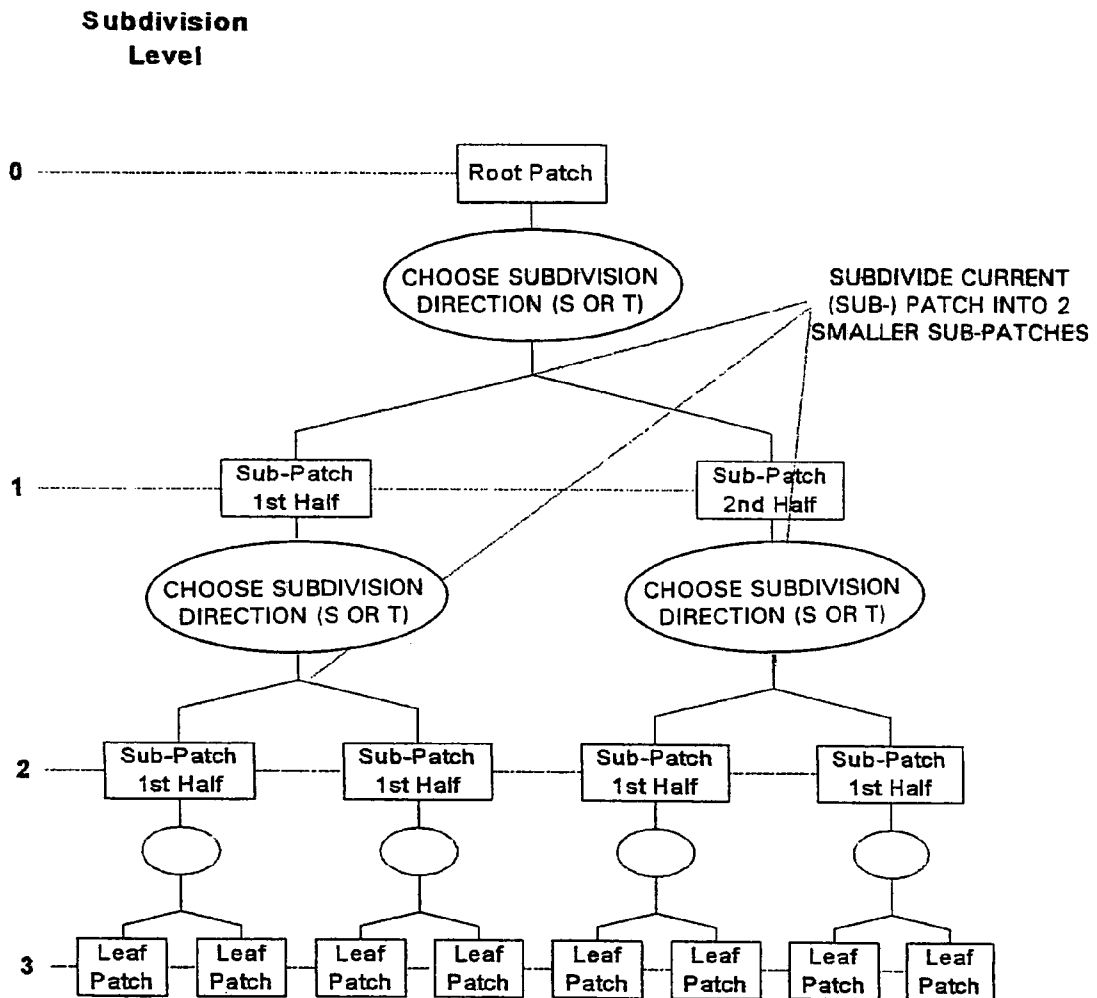 Subdivision
Level
0
Root Patch
CHOOSE SUBDIVISION
DIRECTION (S OR T)
SUBDIVIDE CURRENT
(SUB-) PATCH INTO 2
SMALLER SUB-PATCHES
1
Sub-Patch
1st Half
Sub-Patch
2nd Half
CHOOSE SUBDIVISION
DIRECTION (S OR T)
CHOOSE SUBDIVISION
DIRECTION (S OR T)
2
Sub-Patch
1st Half
Sub-Patch
1st Half
Sub-Patch
1st Half
Sub-Patch
1st Half
3
Leaf
Patch
Leaf
Patch
Leaf
Patch
Leaf
Patch
Leaf
Patch
Leaf
Patch
Leaf
Patch
Leaf
Patch